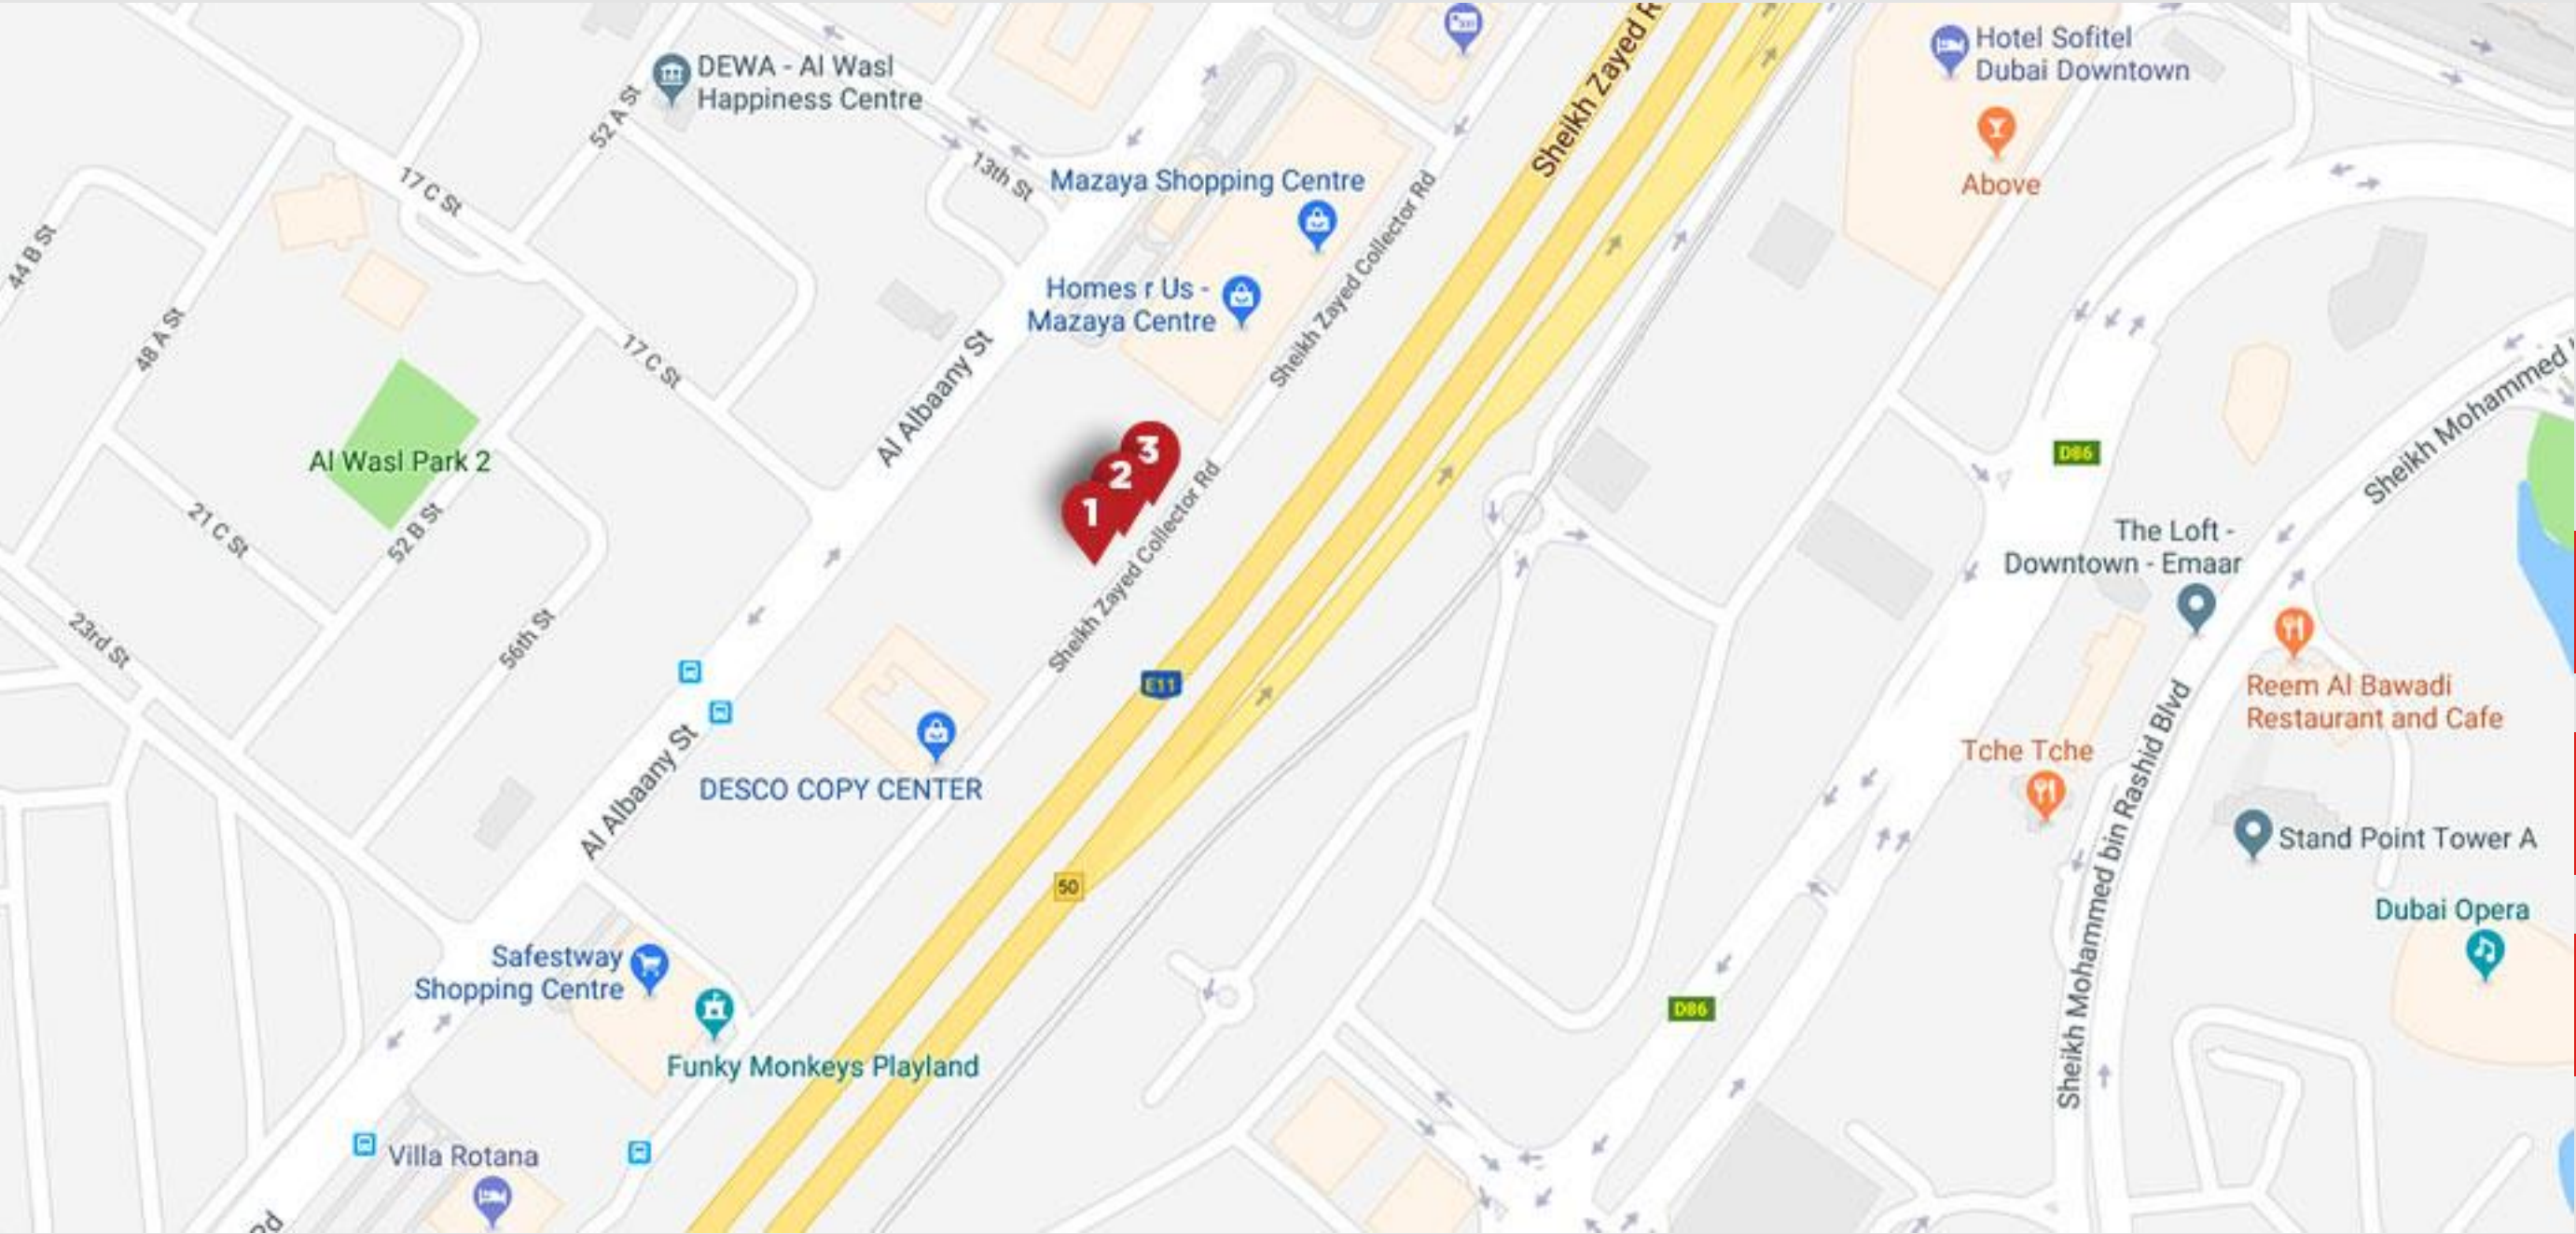 Hotel Sofitel
Dubai Downtown
Sheikh Zayed R
DEWA - Al Wasl
Happiness Centre
52 A St
Above
13th St
Mazaya Shopping Centre
17 C St
44 B St
Sheikh Zayed Collector Rd
Homes r Us -
Mazaya Centre
48 A St
17 C St
Al Albaany St
Sheikh Mohammed
D86
3
2
1
Al Wasl Park 2
21 C St
52 B St
Sheikh Zayed Collector Rd
The Loft -
Downtown - Emaar
23rd St
56th St
E11
Reem Al Bawadi
Restaurant and Cafe
Tche Tche
DESCO COPY CENTER
Al Albaany St
Stand Point Tower A
50
Sheikh Mohammed bin Rashid Blvd
Dubai Opera
Safestway
Shopping Centre
D86
Funky Monkeys Playland
Villa Rotana
Rd